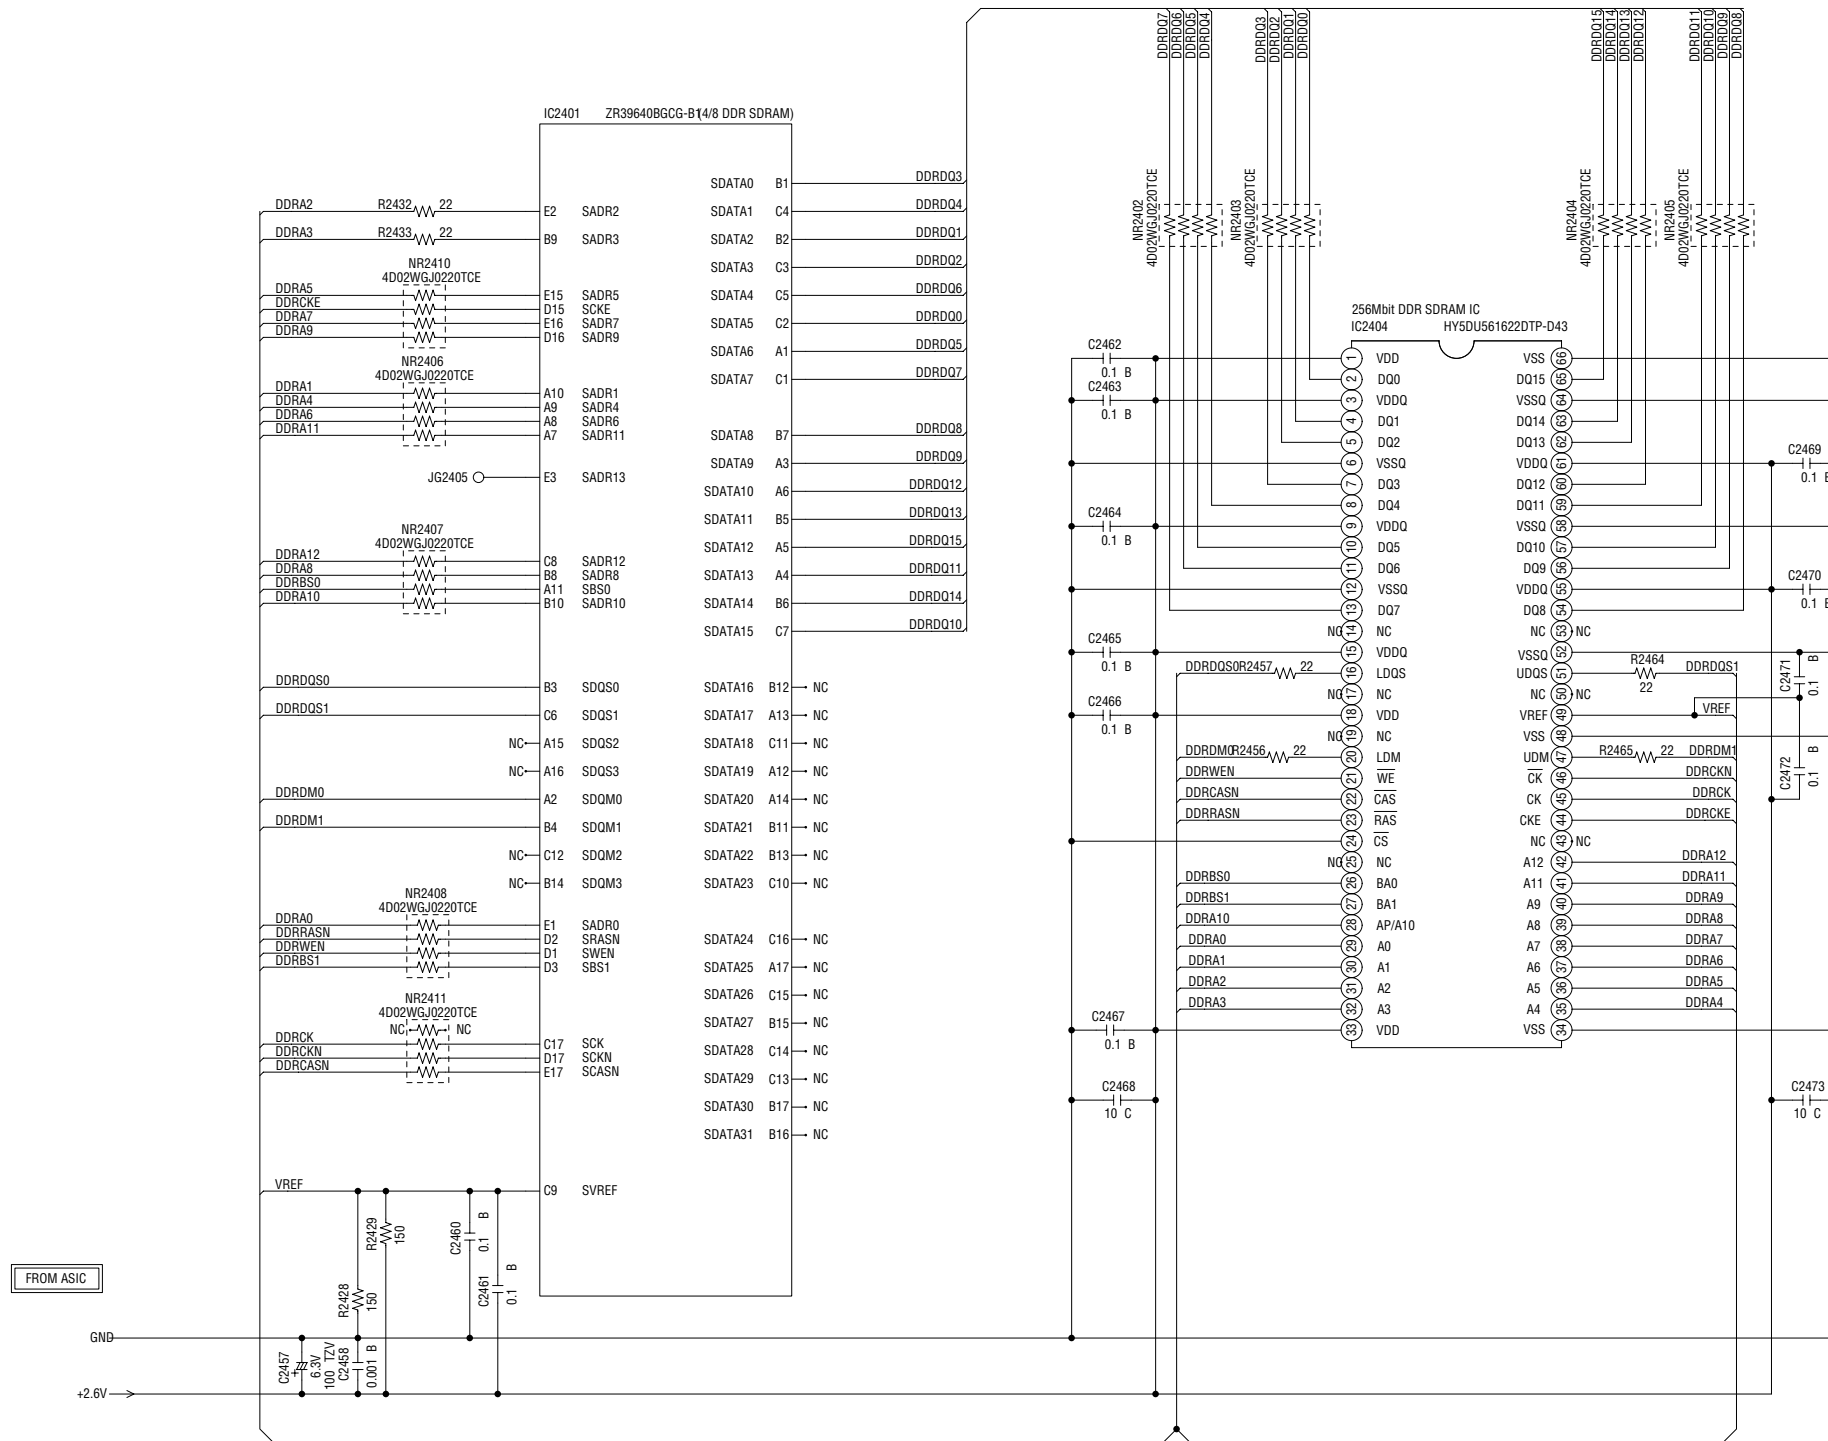 DDRDQ7
DDRDQ6
DDRDQ5
DDRDQ4
DDRDQ3
DDRDQ2
DDRDQ1
DDRDQ0
DDRDQ15
DDRDQ14
DDRDQ13
DDRDQ12
DDRDQ11
DDRDQ10
DDRDQ9
DDRDQ8
NR2402
4D02WGJ0220TCE
NR2403
4D02WGJ0220TCE
NR2404
4D02WGJ0220TCE
NR2405
4D02WGJ0220TCE
IC2401 ZR39640BGCG-B1(4/8 DDR SDRAM)
DDRA2 R2432 22 E2 SADR2
DDRA3 R2433 22 B9 SADR3
NR2410
4D02WGJ0220TCE
DDRA5 E15 SADR5
DDRCKE D15 SCKE
DDRA7 E16 SADR7
DDRA9 D16 SADR9
NR2406
4D02WGJ0220TCE
DDRA1 A10 SADR1
DDRA4 A9 SADR4
DDRA6 A8 SADR6
DDRA11 A7 SADR11
JG2405 E3 SADR13
NR2407
4D02WGJ0220TCE
DDRA12 C8 SADR12
DDRA8 B8 SADR8
DDRBS0 A11 SBS0
DDRA10 B10 SADR10
DDRDQS0 B3 SDQS0
DDRDQS1 C6 SDQS1
NC A15 SDQS2
NC A16 SDQS3
DDRDM0 A2 SDQM0
DDRDM1 B4 SDQM1
NC C12 SDQM2
NC B14 SDQM3
NR2408
4D02WGJ0220TCE
DDRA0 E1 SADR0
DDRRASN D2 SRASN
DDRWEN D1 SWEN
DDRBS1 D3 SBS1
NR2411
4D02WGJ0220TCE
NC NC
DDRCK C17 SCK
DDRCKN D17 SCKN
DDRCASN E17 SCASN
VREF C9 SVREF
SDATA0 B1 DDRDQ3
SDATA1 C4 DDRDQ4
SDATA2 B2 DDRDQ1
SDATA3 C3 DDRDQ2
SDATA4 C5 DDRDQ6
SDATA5 C2 DDRDQ0
SDATA6 A1 DDRDQ5
SDATA7 C1 DDRDQ7
SDATA8 B7 DDRDQ8
SDATA9 A3 DDRDQ9
SDATA10 A6 DDRDQ12
SDATA11 B5 DDRDQ13
SDATA12 A5 DDRDQ15
SDATA13 A4 DDRDQ11
SDATA14 B6 DDRDQ14
SDATA15 C7 DDRDQ10
SDATA16 B12 NC
SDATA17 A13 NC
SDATA18 C11 NC
SDATA19 A12 NC
SDATA20 A14 NC
SDATA21 B11 NC
SDATA22 B13 NC
SDATA23 C10 NC
SDATA24 C16 NC
SDATA25 A17 NC
SDATA26 C15 NC
SDATA27 B15 NC
SDATA28 C14 NC
SDATA29 C13 NC
SDATA30 B17 NC
SDATA31 B16 NC
R2429
150
R2428
150
C2460
0.1 B
C2461
0.1 B
FROM ASIC
GND
C2457
6.3V
100 TZV
C2458
0.001 B
+2.6V
256Mbit DDR SDRAM IC
IC2404 HY5DU561622DTP-D43
C2462
0.1 B
C2463
0.1 B
C2464
0.1 B
C2465
0.1 B
C2466
0.1 B
C2467
0.1 B
C2468
10 C
1 VDD
2 DQ0
3 VDDQ
4 DQ1
5 DQ2
6 VSSQ
7 DQ3
8 DQ4
9 VDDQ
10 DQ5
11 DQ6
12 VSSQ
13 DQ7
NC 14 NC
15 VDDQ
DDRDQS0 R2457 22 16 LDQS
NC 17 NC
18 VDD
NC 19 NC
DDRDM0 R2456 22 20 LDM
DDRWEN 21 WE
DDRCASN 22 CAS
DDRRASN 23 RAS
24 CS
NC 25 NC
DDRBS0 26 BA0
DDRBS1 27 BA1
DDRA10 28 AP/A10
DDRA0 29 A0
DDRA1 30 A1
DDRA2 31 A2
DDRA3 32 A3
33 VDD
VSS 66
DQ15 65
VSSQ 64
DQ14 63
DQ13 62
VDDQ 61
DQ12 60
DQ11 59
VSSQ 58
DQ10 57
DQ9 56
VDDQ 55
DQ8 54
NC 53 NC
VSSQ 52
UDQS 51 R2464 22 DDRDQS1
NC 50 NC
VREF 49 VREF
VSS 48
UDM 47 R2465 22 DDRDM1
CK 46 DDRCKN
CK 45 DDRCK
CKE 44 DDRCKE
NC 43 NC
A12 42 DDRA12
A11 41 DDRA11
A9 40 DDRA9
A8 39 DDRA8
A7 38 DDRA7
A6 37 DDRA6
A5 36 DDRA5
A4 35 DDRA4
VSS 34
C2469
0.1 B
C2470
0.1 B
C2471
0.1 B
C2472
0.1 B
C2473
10 C